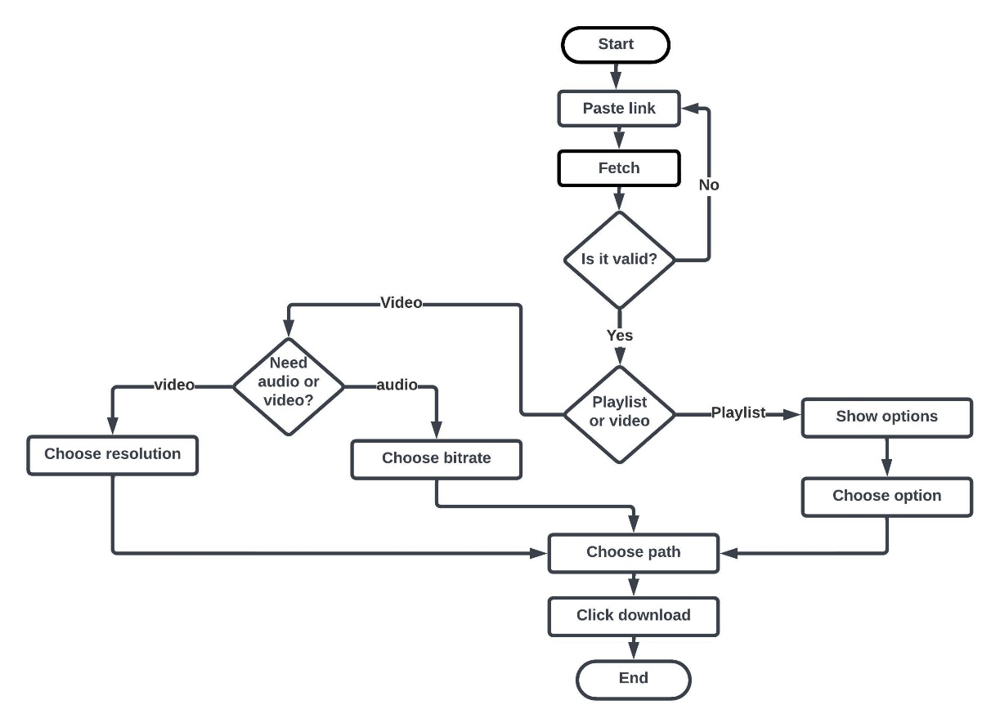 Start
Paste link
Fetch
No
Is it valid?
Video
Yes
Need
audio or
video?
video
audio
Playlist
or video
Playlist
Show options
Choose resolution
Choose bitrate
Choose option
Choose path
Click download
End